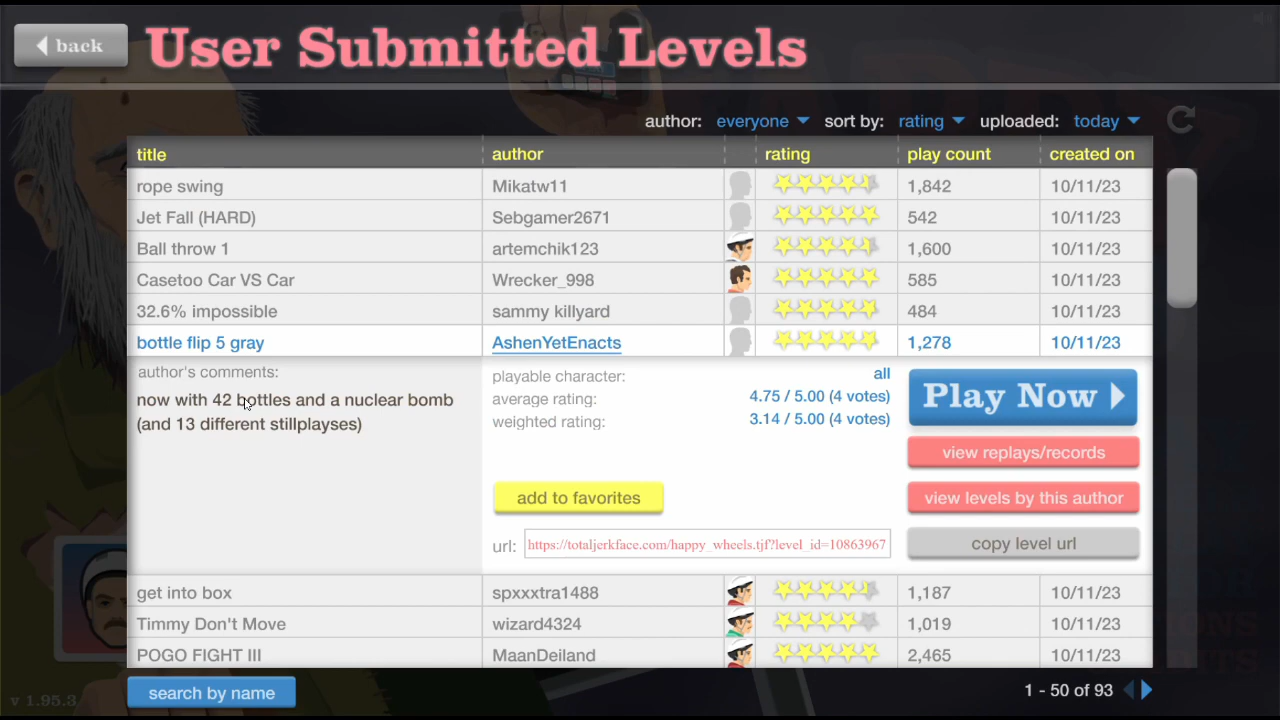 back
User Submitted Levels
author: everyone sort by: rating uploaded: today
title author rating play count created on
rope swing Mikatw11 1,842 10/11/23
Jet Fall (HARD) Sebgamer2671 542 10/11/23
Ball throw 1 artemchik123 1,600 10/11/23
Casetoo Car VS Car Wrecker_998 585 10/11/23
32.6% impossible sammy killyard 484 10/11/23
bottle flip 5 gray AshenYetEnacts 1,278 10/11/23
author's comments:
now with 42 bottles and a nuclear bomb
(and 13 different stillplayses)
playable character: all
average rating: 4.75 / 5.00 (4 votes)
weighted rating: 3.14 / 5.00 (4 votes)
Play Now
view replays/records
add to favorites
view levels by this author
url: https://totaljerkface.com/happy_wheels.tjf?level_id=10863967
copy level url
get into box spxxxtra1488 1,187 10/11/23
Timmy Don't Move wizard4324 1,019 10/11/23
POGO FIGHT III MaanDeiland 2,465 10/11/23
search by name
1 - 50 of 93
v 1.95.3